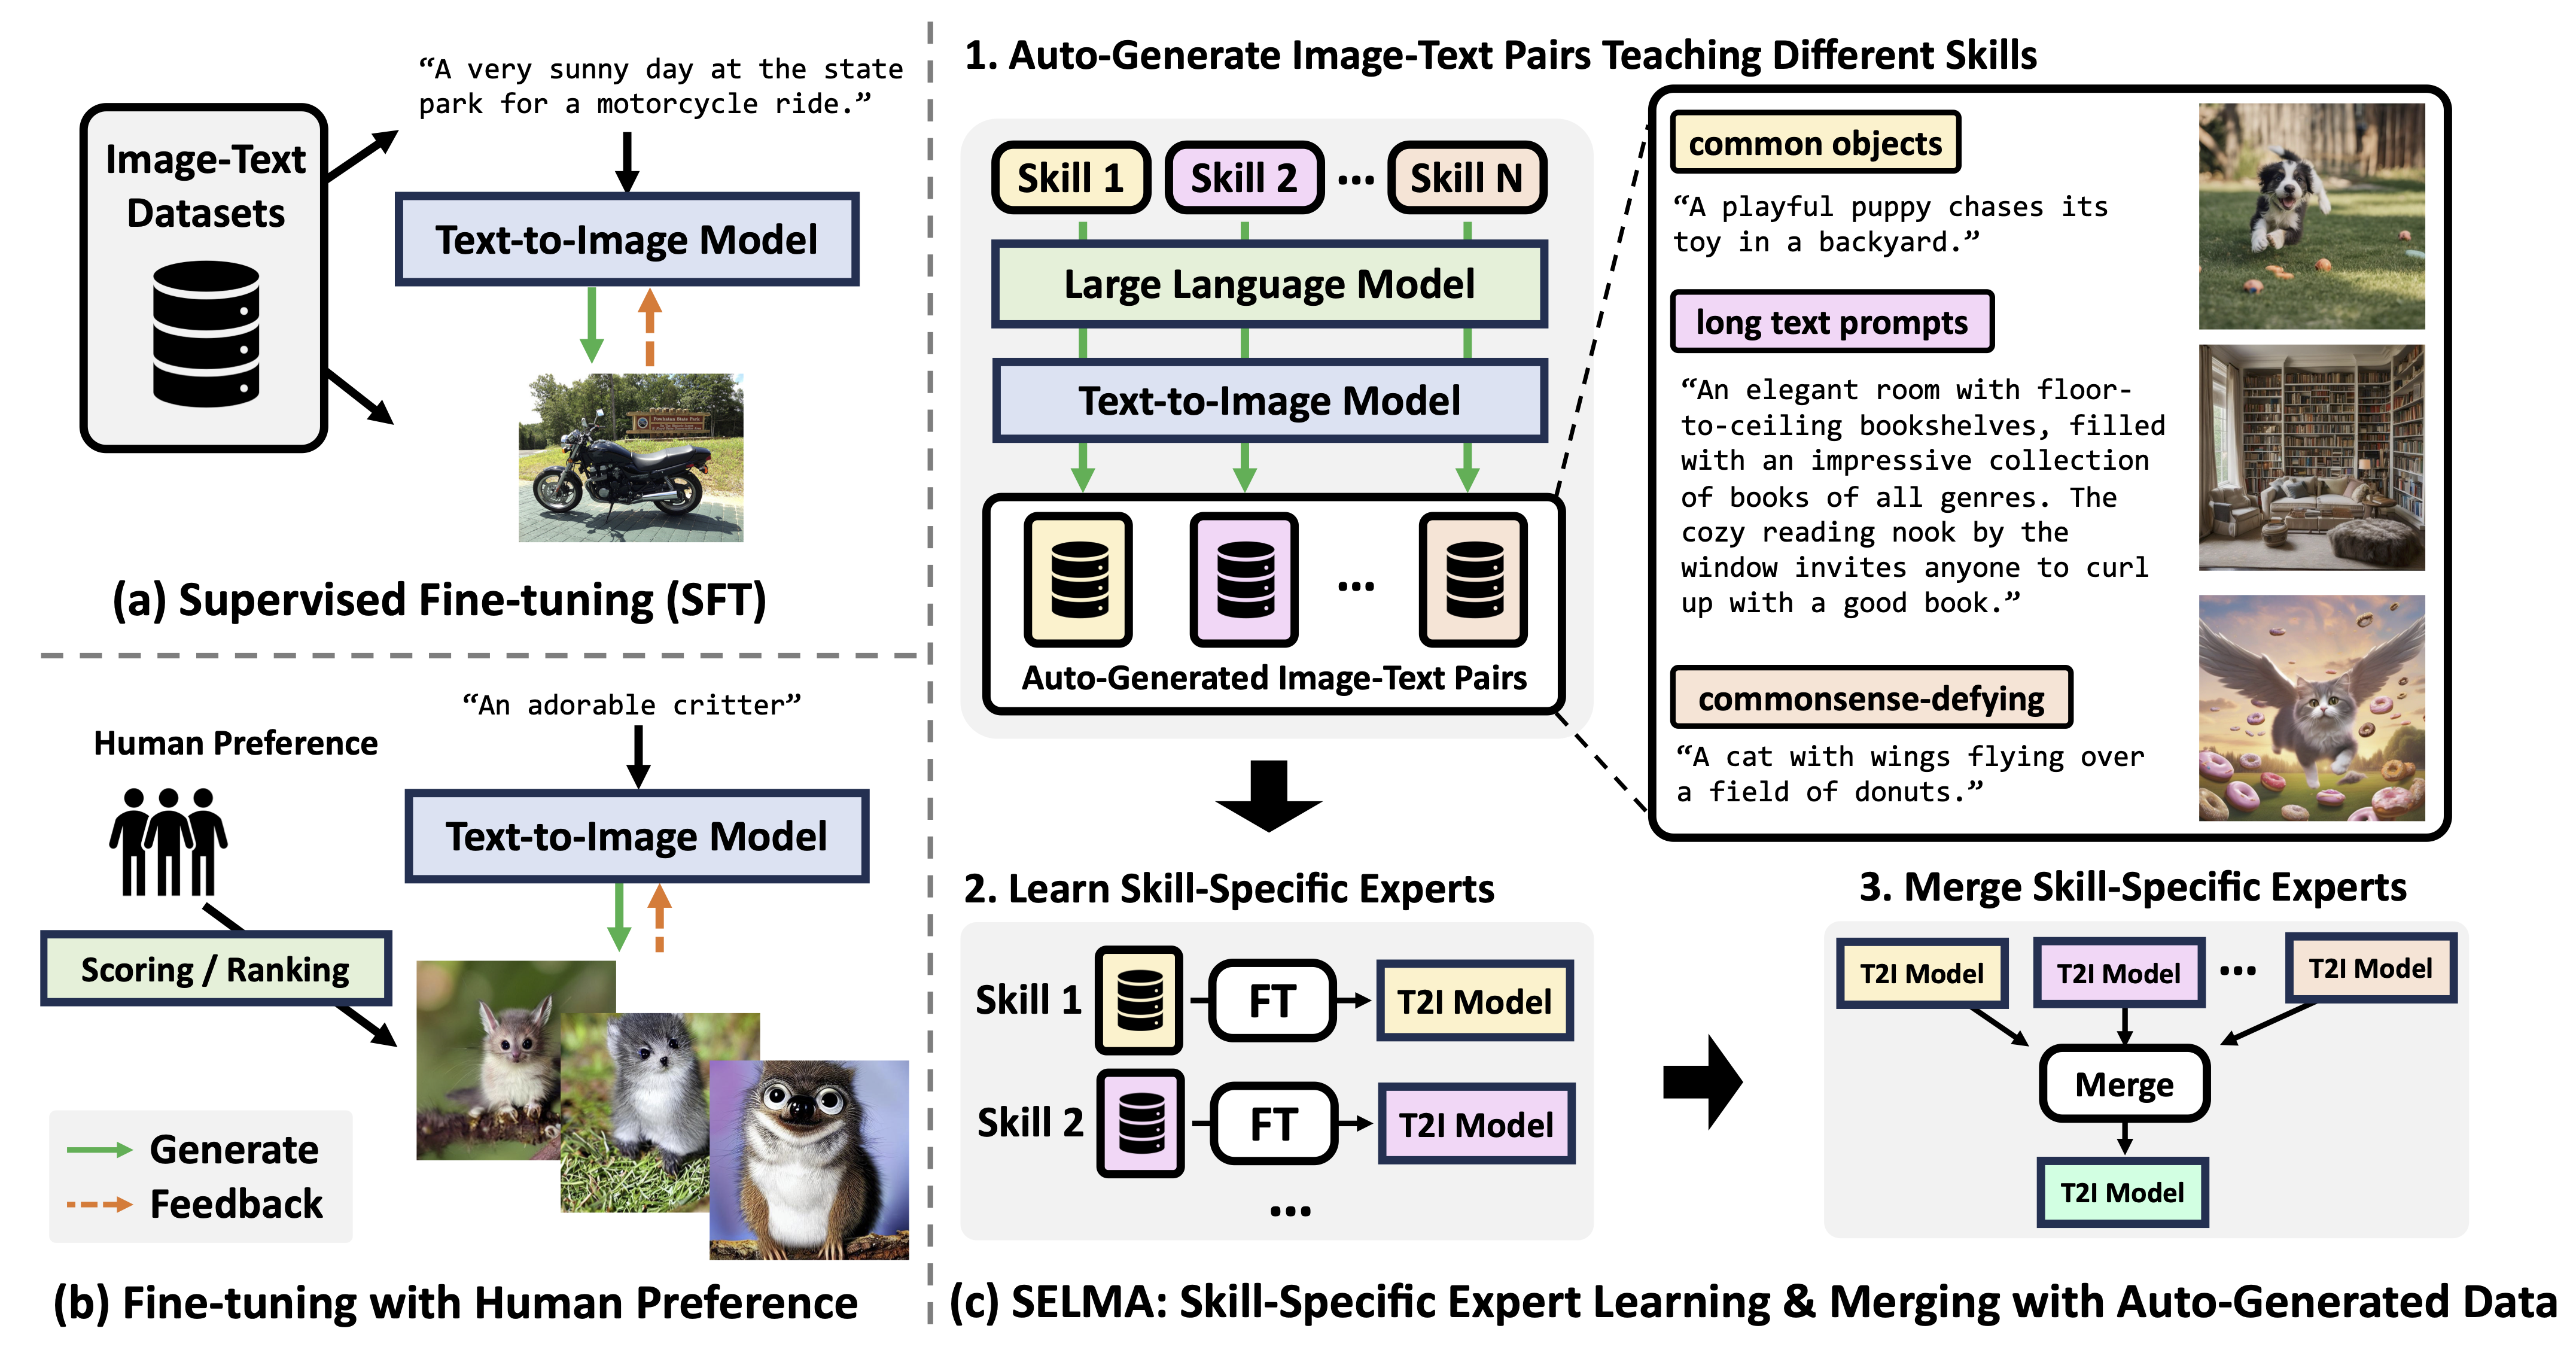 “A very sunny day at the state
park for a motorcycle ride.”
Image-Text
Datasets
Text-to-Image Model
(a) Supervised Fine-tuning (SFT)
“An adorable critter”
Human Preference
Text-to-Image Model
Scoring / Ranking
Generate
Feedback
(b) Fine-tuning with Human Preference
1. Auto-Generate Image-Text Pairs Teaching Different Skills
Skill 1
Skill 2
...
Skill N
Large Language Model
Text-to-Image Model
...
Auto-Generated Image-Text Pairs
common objects
“A playful puppy chases its
toy in a backyard.”
long text prompts
“An elegant room with floor-
to-ceiling bookshelves, filled
with an impressive collection
of books of all genres. The
cozy reading nook by the
window invites anyone to curl
up with a good book.”
commonsense-defying
“A cat with wings flying over
a field of donuts.”
2. Learn Skill-Specific Experts
Skill 1
FT
T2I Model
Skill 2
FT
T2I Model
...
3. Merge Skill-Specific Experts
T2I Model
T2I Model
...
T2I Model
Merge
T2I Model
(c) SELMA: Skill-Specific Expert Learning & Merging with Auto-Generated Data